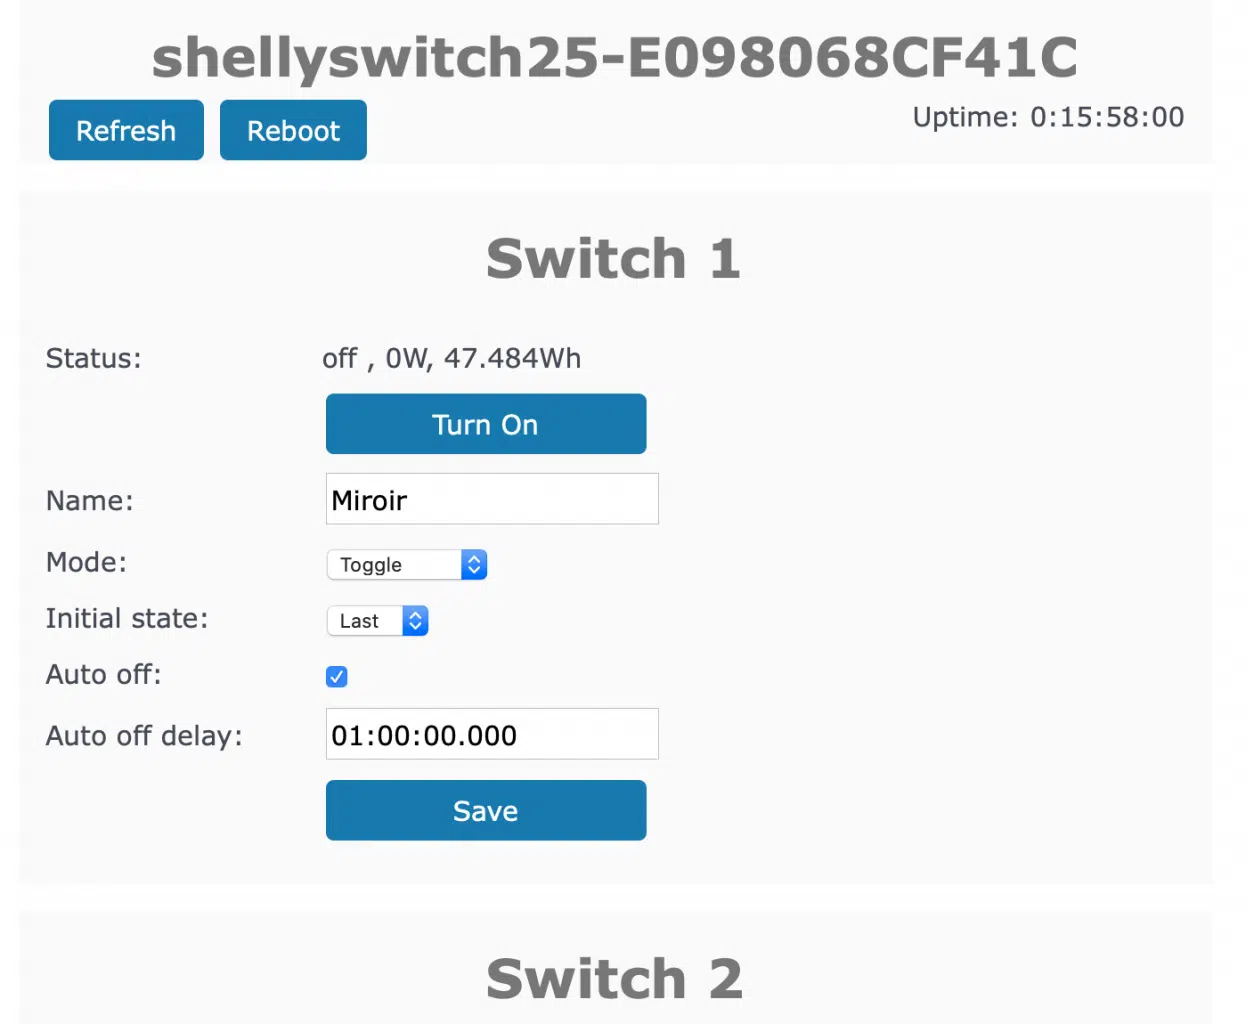 shellyswitch25-E098068CF41C
Refresh Reboot Uptime: 0:15:58:00
Switch 1
Status: off , 0W, 47.484Wh
Turn On
Name: Miroir
Mode: Toggle
Initial state: Last
Auto off:
Auto off delay: 01:00:00.000
Save
Switch 2